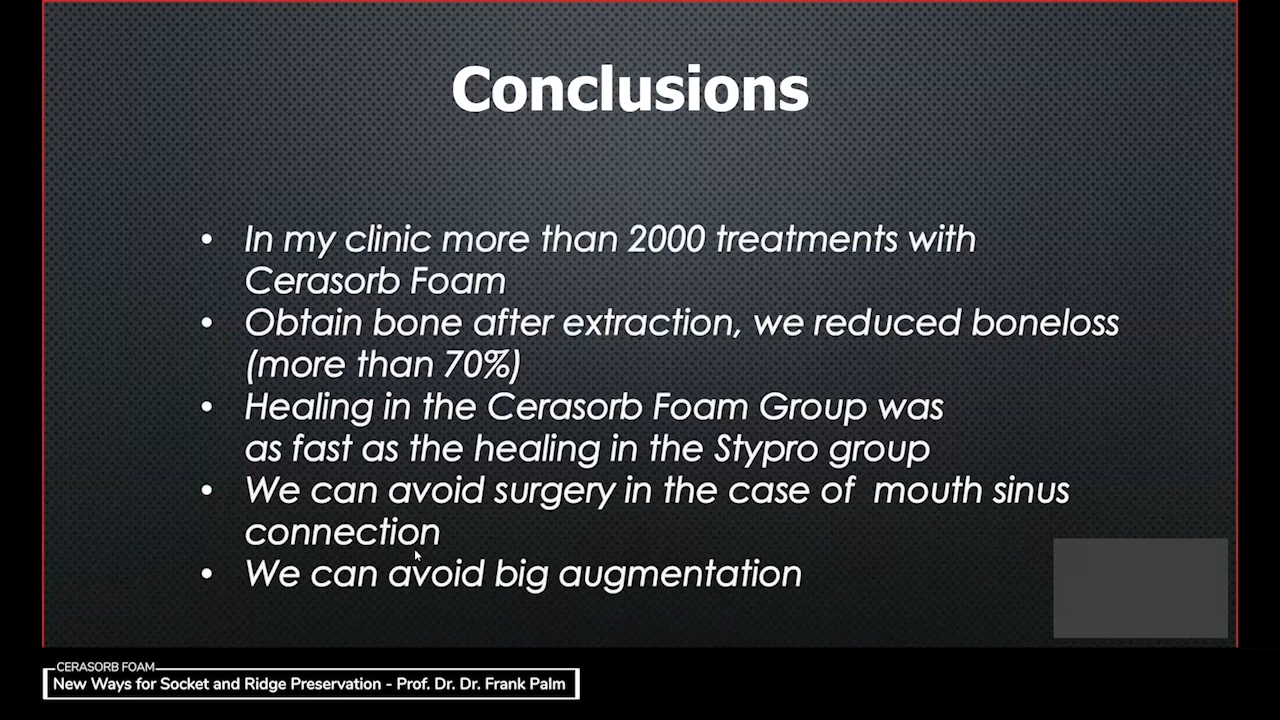 Conclusions
• In my clinic more than 2000 treatments with
Cerasorb Foam
• Obtain bone after extraction, we reduced boneloss
(more than 70%)
• Healing in the Cerasorb Foam Group was
as fast as the healing in the Stypro group
• We can avoid surgery in the case of  mouth sinus
connection
• We can avoid big augmentation
CERASORB FOAM
New Ways for Socket and Ridge Preservation - Prof. Dr. Dr. Frank Palm